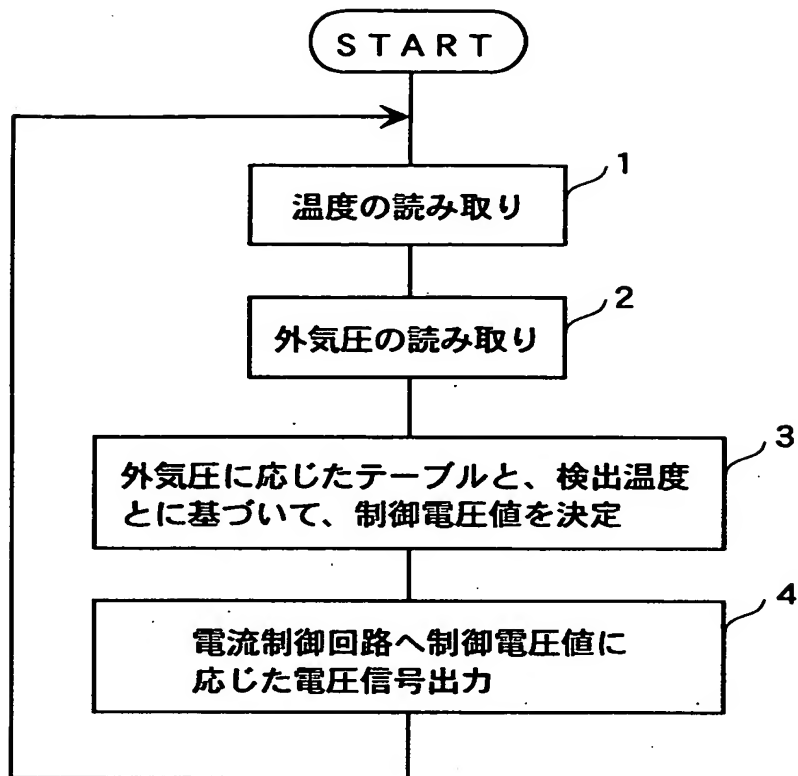 START
1
温度の読み取り
2
外気圧の読み取り
3
外気圧に応じたテーブルと、検出温度
とに基づいて、制御電圧値を決定
4
電流制御回路へ制御電圧値に
応じた電圧信号出力